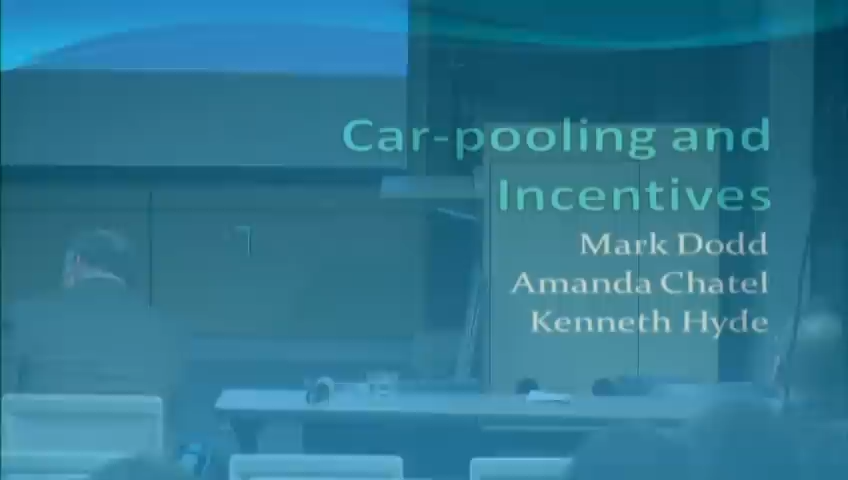 Car-pooling and
Incentives
Mark Dodd
Amanda Chatel
Kenneth Hyde